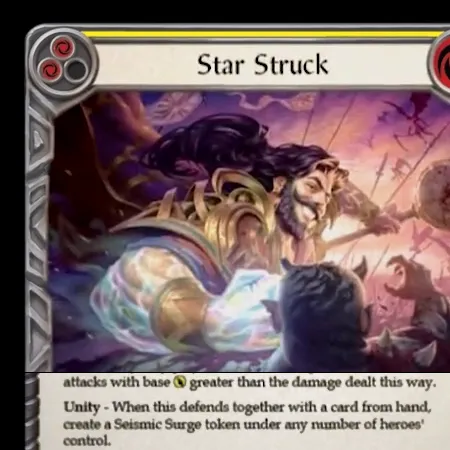 Star Struck
attacks with base greater than the damage dealt this way.
Unity - When this defends together with a card from hand,
create a Seismic Surge token under any number of heroes'
control.